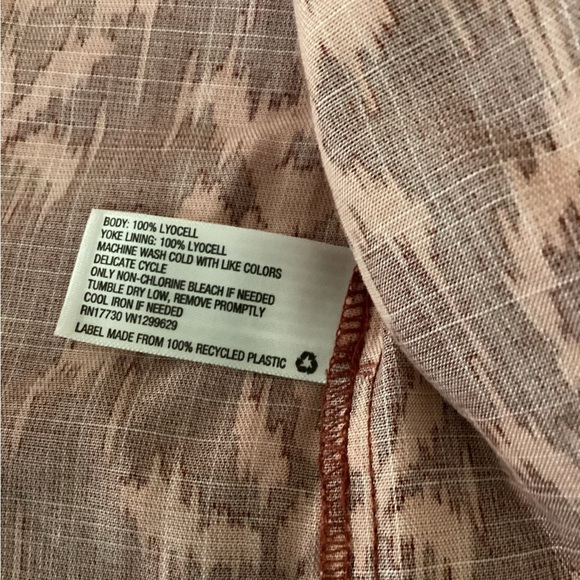 BODY: 100% LYOCELL
YOKE LINING: 100% LYOCELL
MACHINE WASH COLD WITH LIKE COLORS
DELICATE CYCLE
ONLY NON-CHLORINE BLEACH IF NEEDED
TUMBLE DRY LOW, REMOVE PROMPTLY
COOL IRON IF NEEDED
RN17730 VN1299629
LABEL MADE FROM 100% RECYCLED PLASTIC